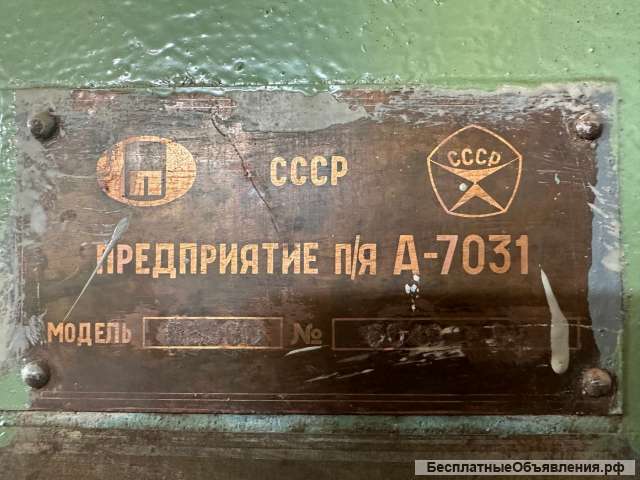 П СССР СССР
ПРЕДПРИЯТИЕ П/Я А-7031
МОДЕЛЬ №
БесплатныеОбъявления.рф